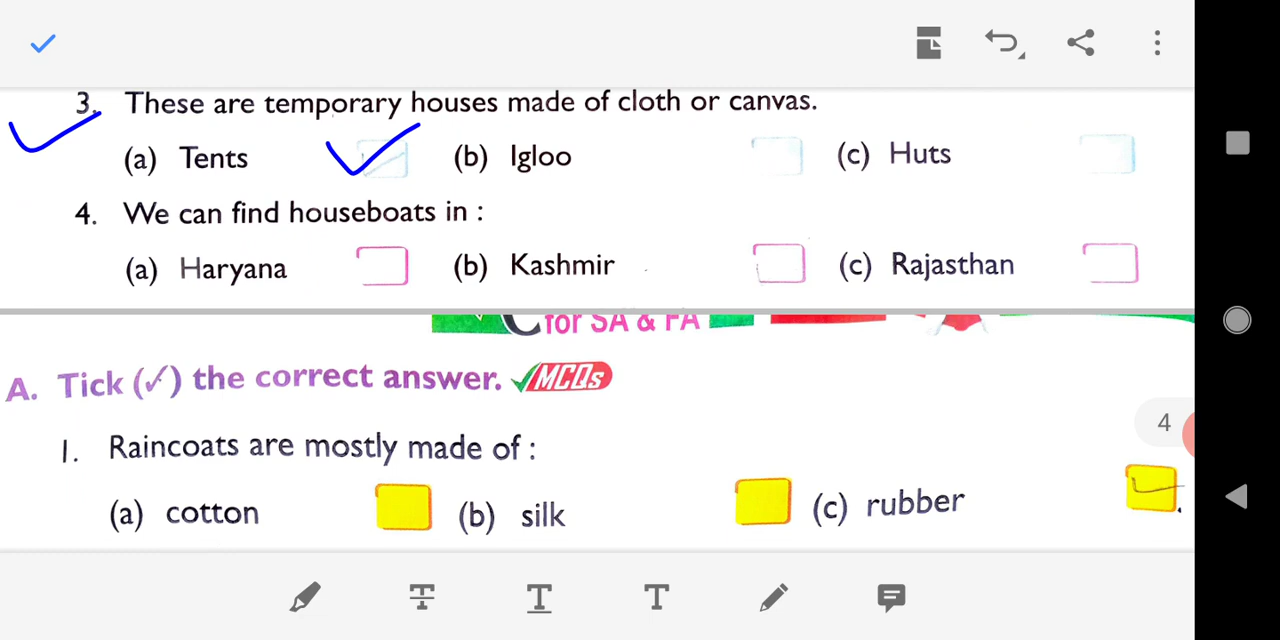 3. These are temporary houses made of cloth or canvas.
(a) Tents (b) Igloo (c) Huts
4. We can find houseboats in :
(a) Haryana (b) Kashmir (c) Rajasthan
C for SA & FA
A. Tick (✓) the correct answer. MCQs
1. Raincoats are mostly made of :
4
(a) cotton (b) silk (c) rubber
T T T